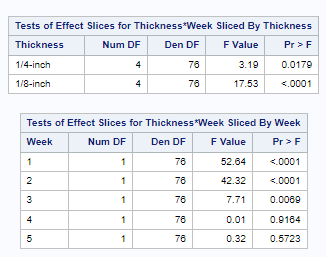 Tests of Effect Slices for Thickness*Week Sliced By Thickness
Thickness Num DF Den DF F Value Pr > F
1/4-inch 4 76 3.19 0.0179
1/8-inch 4 76 17.53 <.0001
Tests of Effect Slices for Thickness*Week Sliced By Week
Week Num DF Den DF F Value Pr > F
1 1 76 52.64 <.0001
2 1 76 42.32 <.0001
3 1 76 7.71 0.0069
4 1 76 0.01 0.9164
5 1 76 0.32 0.5723